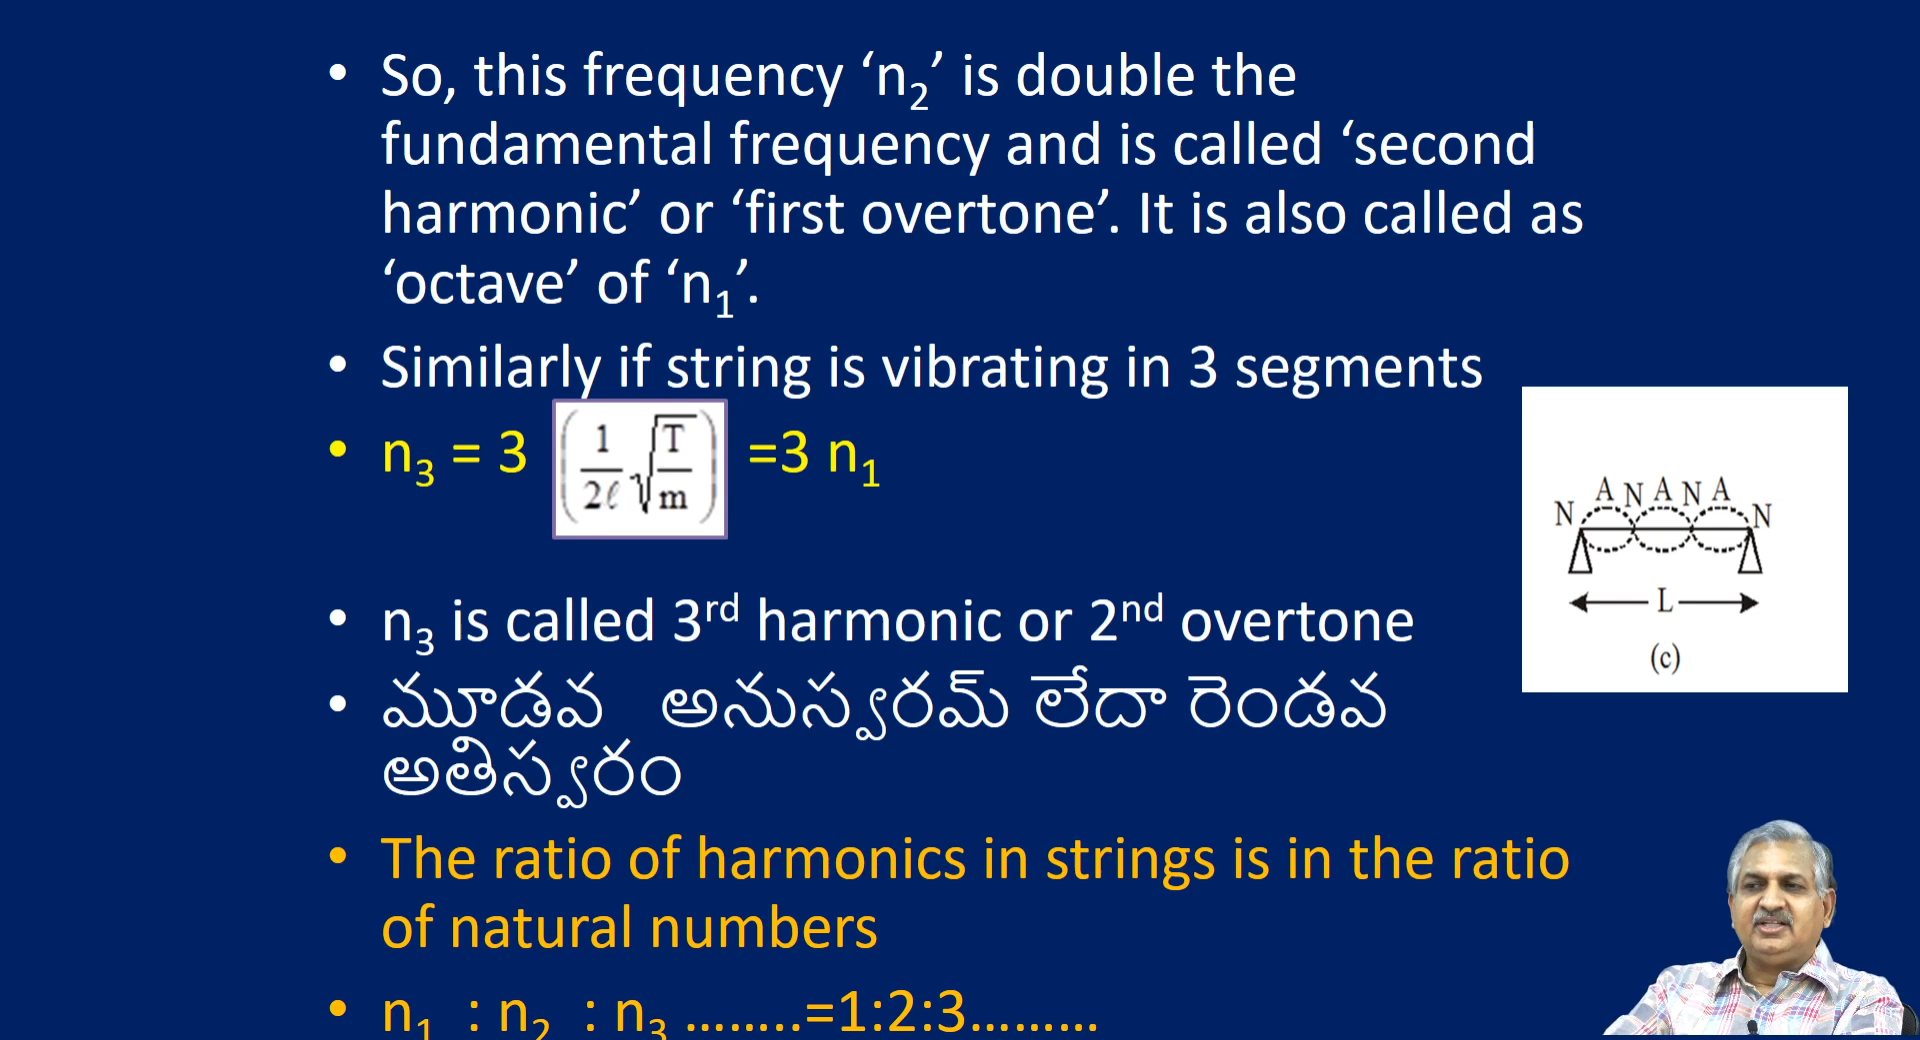 • So, this frequency ‘n₂’ is double the
fundamental frequency and is called ‘second
harmonic’ or ‘first overtone’. It is also called as
‘octave’ of ‘n₁’.
• Similarly if string is vibrating in 3 segments
• n₃ = 3 (1/2ℓ √T/m) =3 n₁
A N A N A
N N
L
(c)
• n₃ is called 3rd harmonic or 2nd overtone
• మూడవ అనుస్వరమ్ లేదా రెండవ
అతిస్వరం
• The ratio of harmonics in strings is in the ratio
of natural numbers
• n₁ : n₂ : n₃ ........=1:2:3.........